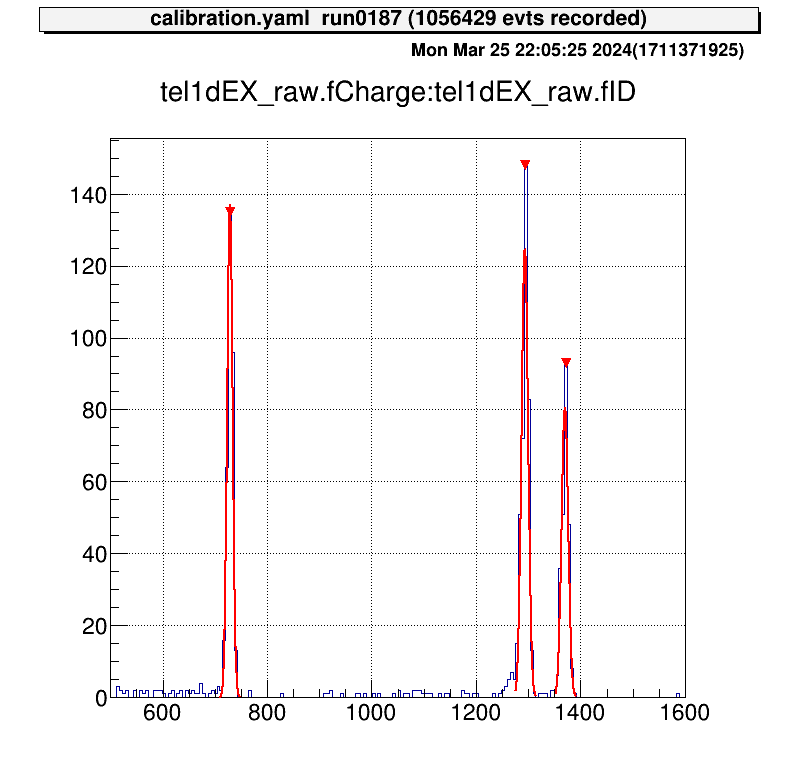 calibration.yaml run0187 (1056429 evts recorded)
Mon Mar 25 22:05:25 2024(1711371925)
tel1dEX_raw.fCharge:tel1dEX_raw.fID
140
120
100
80
60
40
20
0
600 800 1000 1200 1400 1600